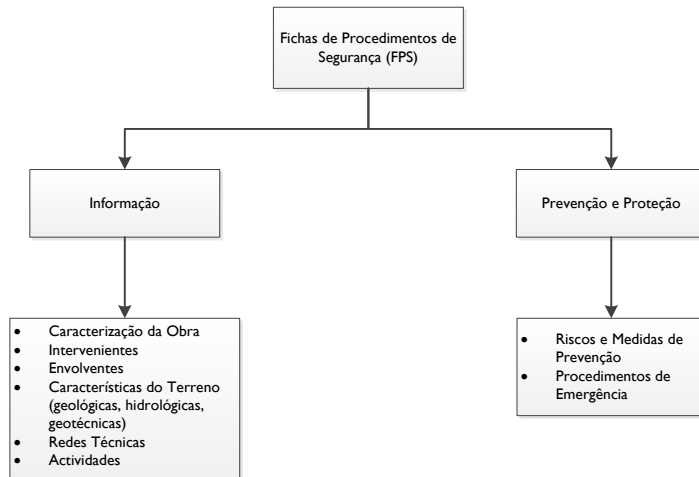 Fichas de Procedimentos de
Segurança (FPS)
Informação
Prevenção e Proteção
• Caracterização da Obra
• Intervenientes
• Envolventes
• Características do Terreno
(geológicas, hidrológicas,
geotécnicas)
• Redes Técnicas
• Actividades
• Riscos e Medidas de
Prevenção
• Procedimentos de
Emergência